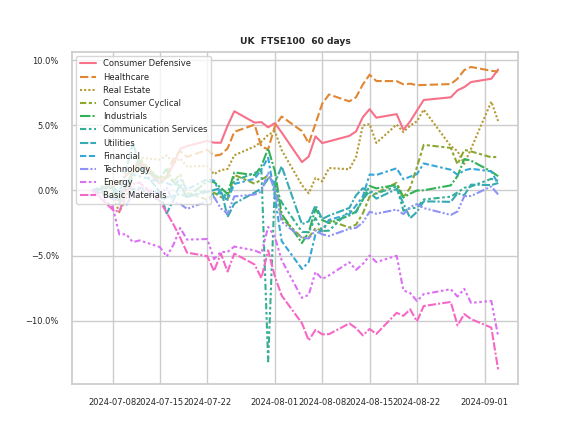 UK  FTSE100  60 days
10.0%
5.0%
0.0%
−5.0%
−10.0%
Consumer Defensive
Healthcare
Real Estate
Consumer Cyclical
Industrials
Communication Services
Utilities
Financial
Technology
Energy
Basic Materials
2024-07-08 2024-07-15 2024-07-22 2024-08-01 2024-08-08 2024-08-15 2024-08-22 2024-09-01